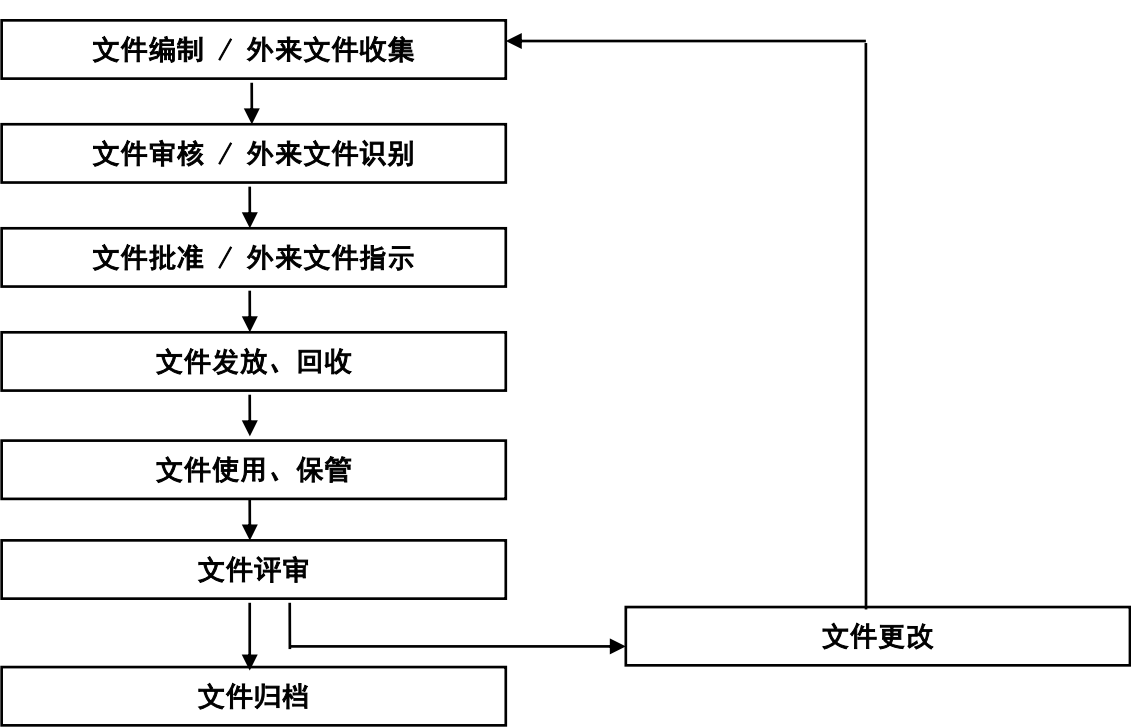 文件编制 / 外来文件收集
文件审核 / 外来文件识别
文件批准 / 外来文件指示
文件发放、回收
文件使用、保管
文件评审
文件更改
文件归档